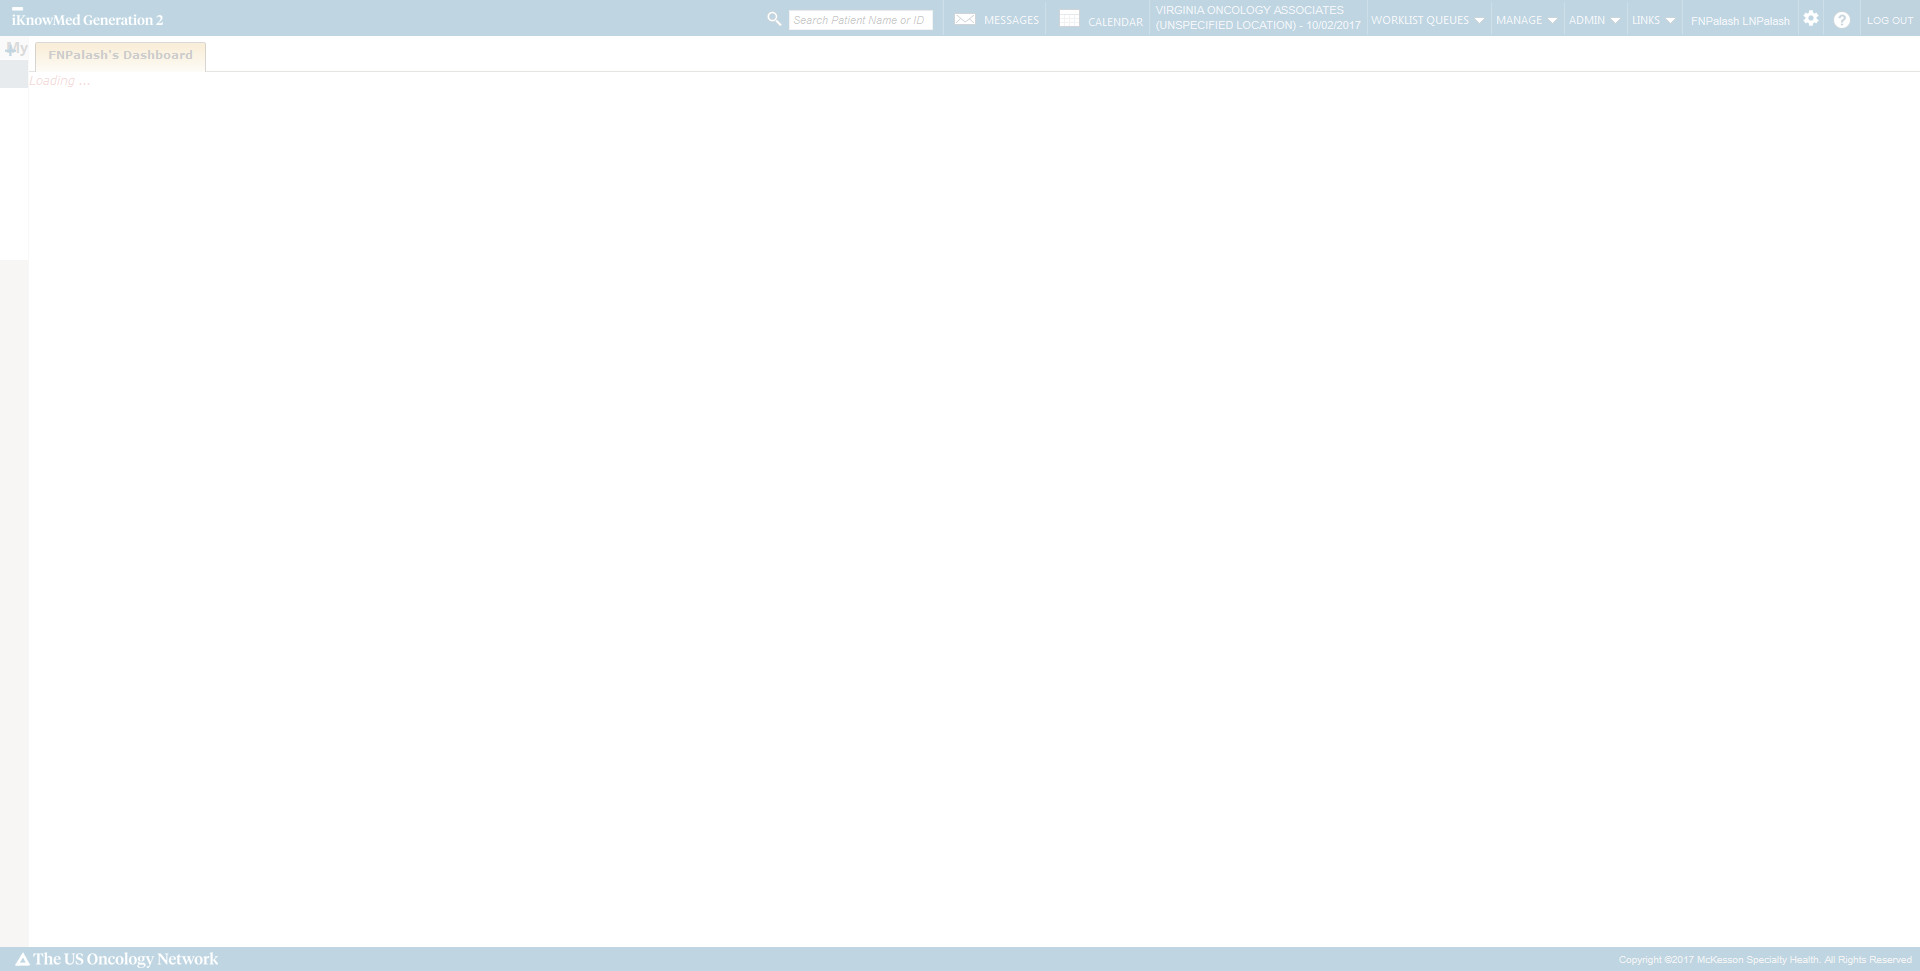 iKnowMed Generation 2
Search Patient Name or ID
MESSAGES
CALENDAR
VIRGINIA ONCOLOGY ASSOCIATES
(UNSPECIFIED LOCATION) - 10/02/2017
WORKLIST QUEUES
MANAGE
ADMIN
LINKS
FNPalash LNPalash
?
LOG OUT
My
FNPalash's Dashboard
Loading ...
The US Oncology Network
Copyright ©2017 McKesson Specialty Health. All Rights Reserved